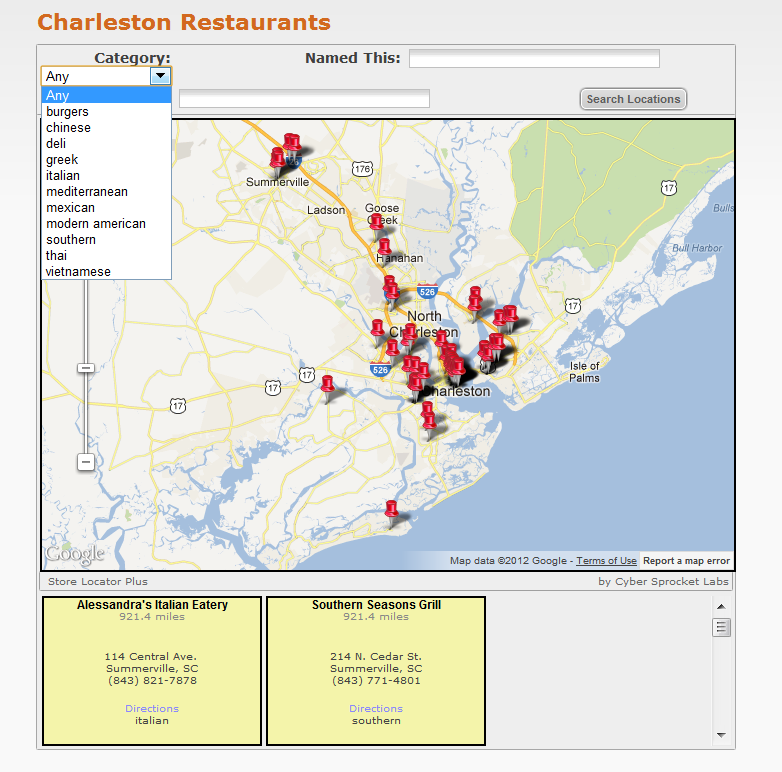 Charleston Restaurants
Category:
Named This:
Any
Any
burgers
chinese
deli
greek
italian
mediterranean
mexican
modern american
southern
thai
vietnamese
Search Locations
176
17
Summerville
Ladson
Goose
Creek
Hanahan
Bulls
Bull Harbor
526
17
North
Charleston
526
17
17
17
Isle of
Palms
Charleston
Google
Map data ©2012 Google - Terms of Use
Report a map error
Store Locator Plus
by Cyber Sprocket Labs
Alessandra's Italian Eatery
921.4 miles
114 Central Ave.
Summerville, SC
(843) 821-7878
Directions
italian
Southern Seasons Grill
921.4 miles
214 N. Cedar St.
Summerville, SC
(843) 771-4801
Directions
southern